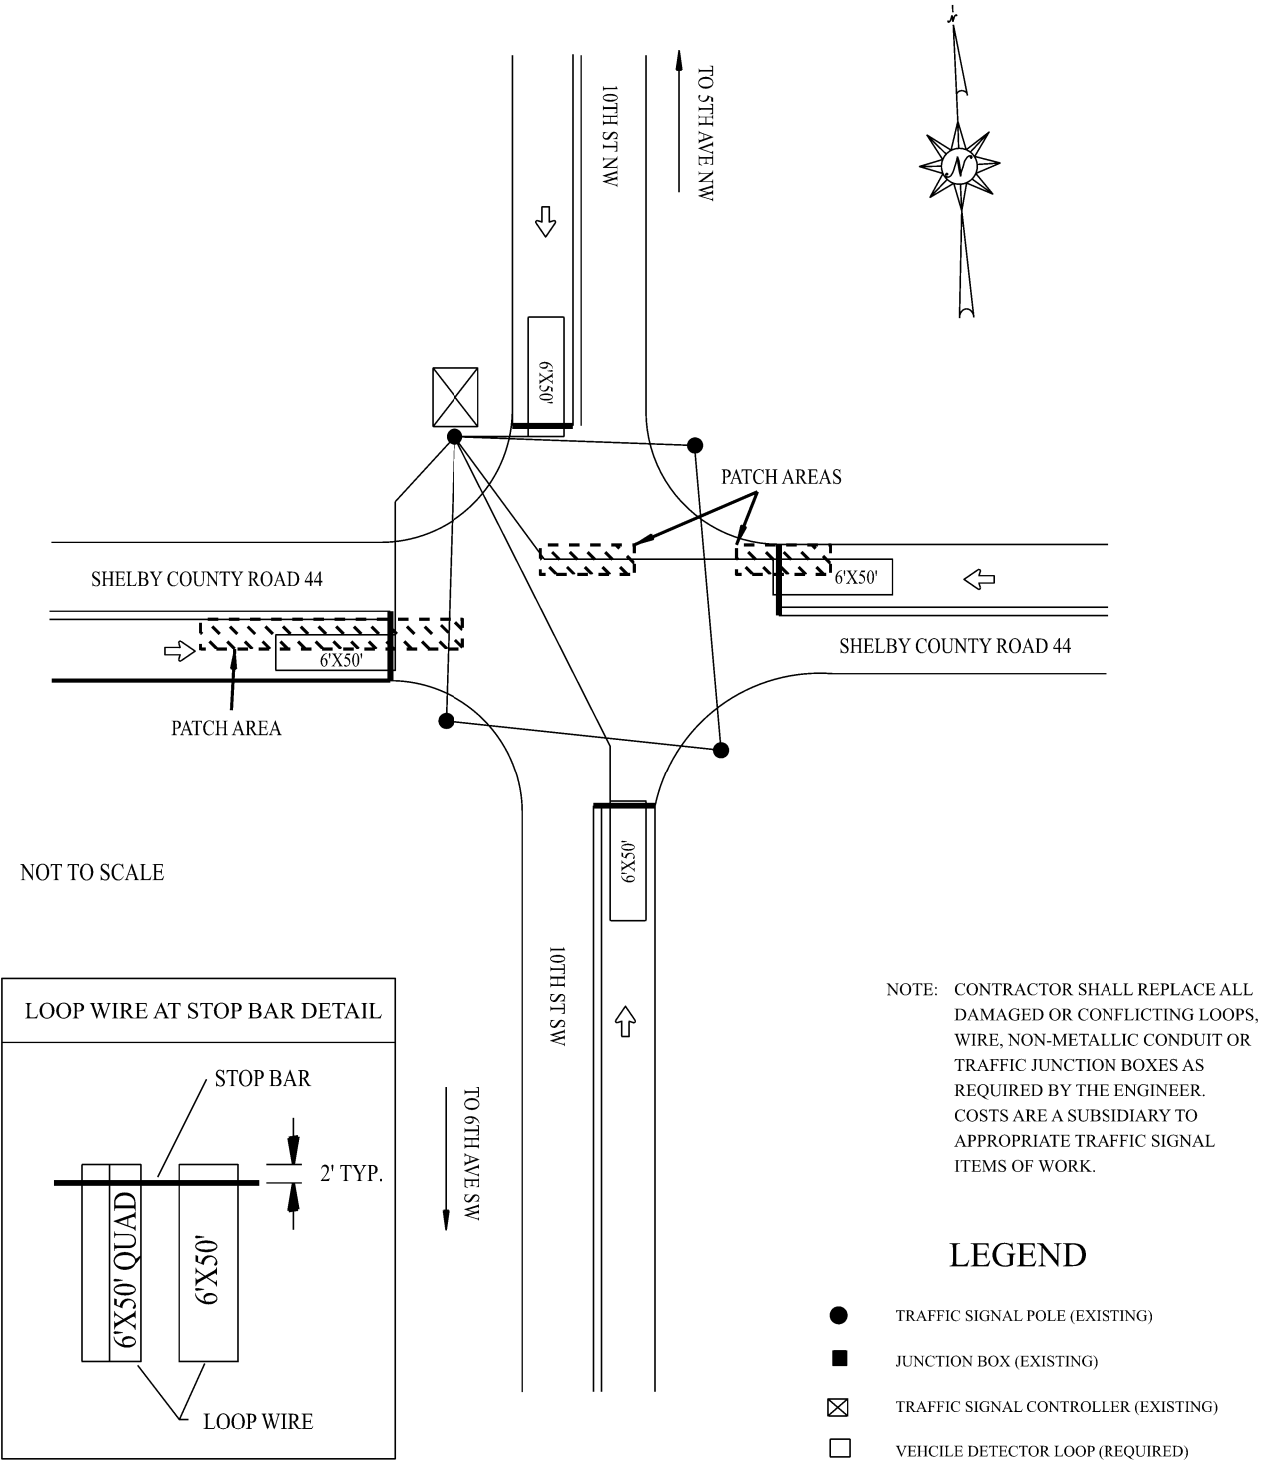 N
10TH ST NW
TO 5TH AVE NW
N
6'X50'
PATCH AREAS
SHELBY COUNTY ROAD 44
6'X50'
6'X50'
SHELBY COUNTY ROAD 44
PATCH AREA
6'X50'
NOT TO SCALE
10TH ST SW
TO 6TH AVE SW
LOOP WIRE AT STOP BAR DETAIL
STOP BAR
2' TYP.
6'X50' QUAD
6'X50'
LOOP WIRE
NOTE: CONTRACTOR SHALL REPLACE ALL
DAMAGED OR CONFLICTING LOOPS,
WIRE, NON-METALLIC CONDUIT OR
TRAFFIC JUNCTION BOXES AS
REQUIRED BY THE ENGINEER.
COSTS ARE A SUBSIDIARY TO
APPROPRIATE TRAFFIC SIGNAL
ITEMS OF WORK.
LEGEND
TRAFFIC SIGNAL POLE (EXISTING)
JUNCTION BOX (EXISTING)
TRAFFIC SIGNAL CONTROLLER (EXISTING)
VEHCILE DETECTOR LOOP (REQUIRED)